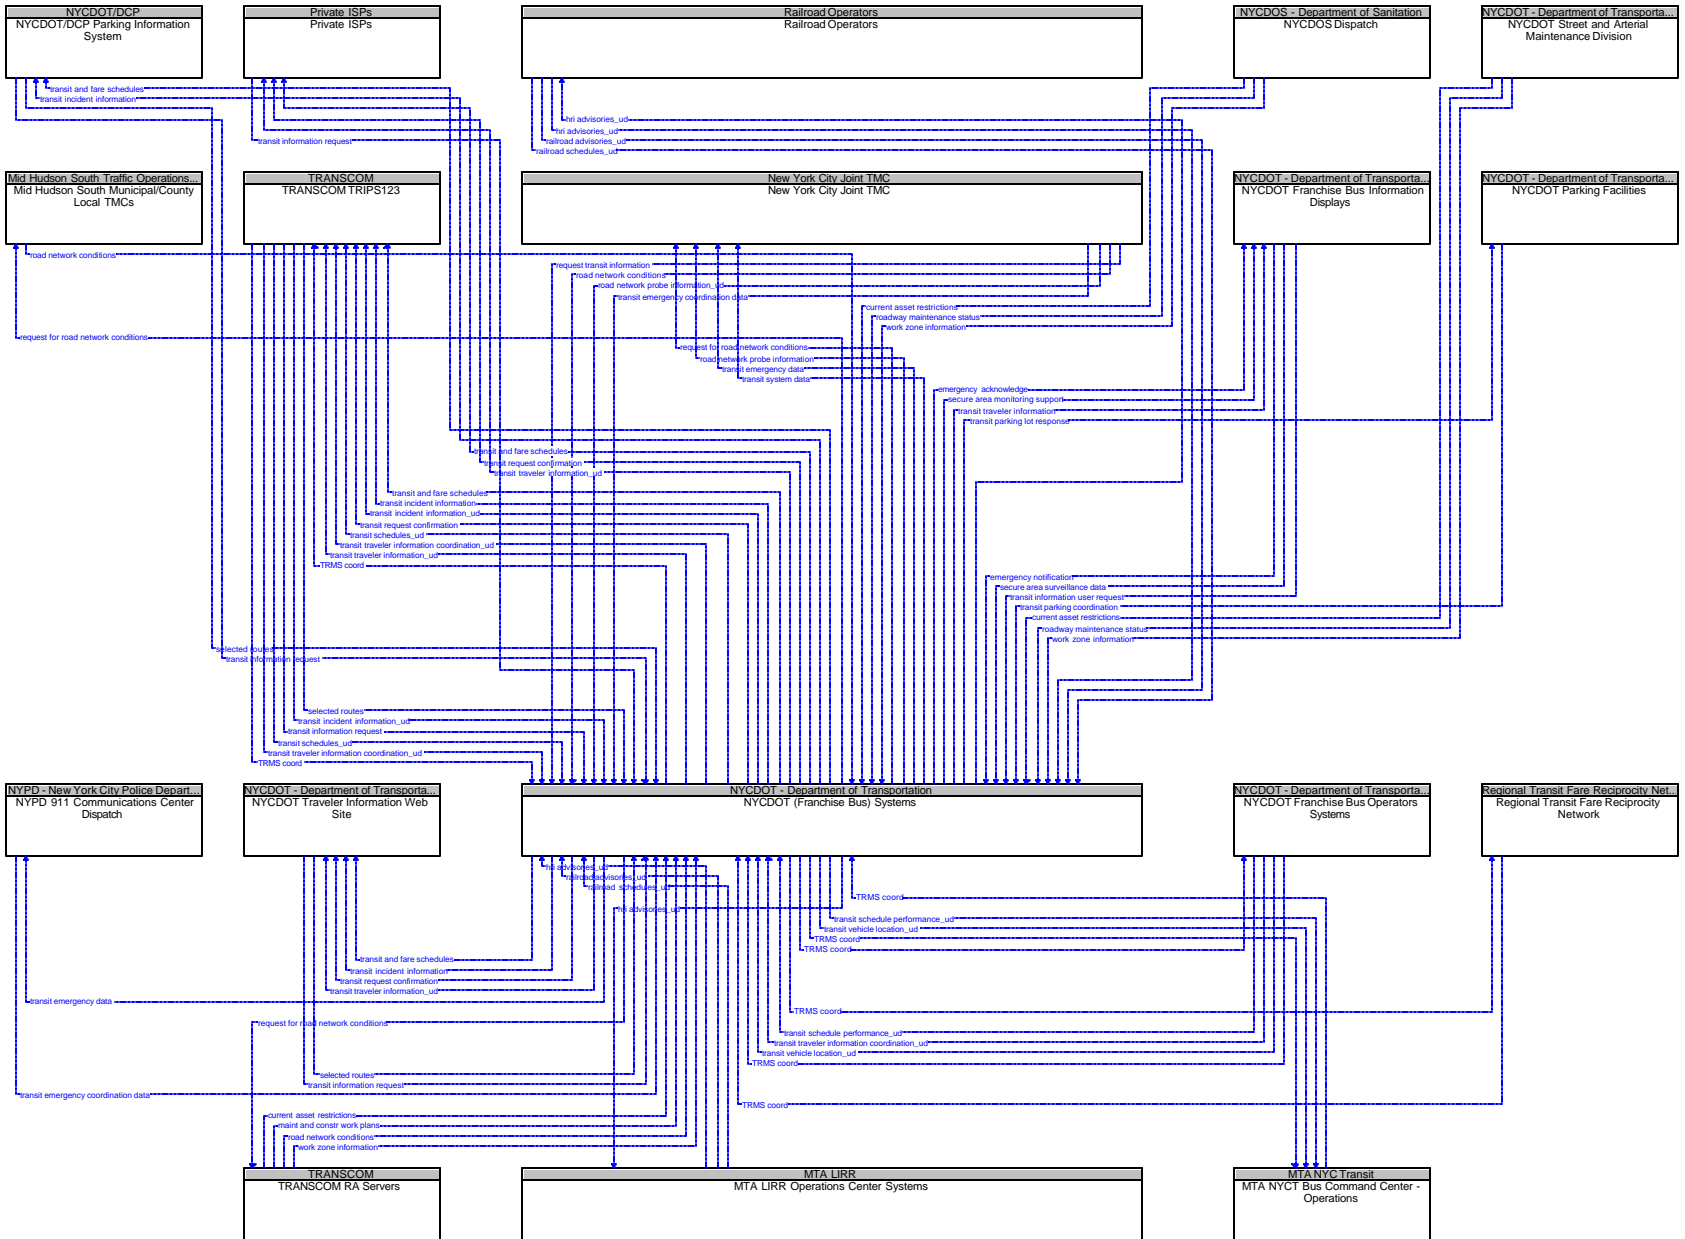 NYCDOT/DCP
NYCDOT/DCP Parking Information
System
Private ISPs
Private ISPs
Railroad Operators
Railroad Operators
NYCDOS - Department of Sanitation
NYCDOS Dispatch
NYCDOT - Department of Transporta...
NYCDOT Street and Arterial
Maintenance Division
transit and fare schedules
transit incident information
transit information request
hri advisories_ud
hri advisories_ud
railroad advisories_ud
railroad schedules_ud
Mid Hudson South Traffic Operations...
Mid Hudson South Municipal/County
Local TMCs
TRANSCOM
TRANSCOM TRIPS123
New York City Joint TMC
New York City Joint TMC
NYCDOT - Department of Transporta...
NYCDOT Franchise Bus Information
Displays
NYCDOT - Department of Transporta...
NYCDOT Parking Facilities
road network conditions
request transit information
road network conditions
road network probe information_ud
transit emergency coordination data
current asset restrictions
roadway maintenance status
work zone information
request for road network conditions
request for road network conditions
road network probe information
transit emergency data
transit system data
emergency acknowledge
secure area monitoring support
transit traveler information
transit parking lot response
transit and fare schedules
transit request confirmation
transit traveler information_ud
transit and fare schedules
transit incident information
transit incident information_ud
transit request confirmation
transit schedules_ud
transit traveler information coordination_ud
transit traveler information_ud
TRMS coord
emergency notification
secure area surveillance data
transit information user request
transit parking coordination
current asset restrictions
roadway maintenance status
work zone information
selected routes
transit information request
selected routes
transit incident information_ud
transit information request
transit schedules_ud
transit traveler information coordination_ud
TRMS coord
NYPD - New York City Police Depart...
NYPD 911 Communications Center
Dispatch
NYCDOT - Department of Transporta...
NYCDOT Traveler Information Web
Site
NYCDOT - Department of Transportation
NYCDOT (Franchise Bus) Systems
NYCDOT - Department of Transporta...
NYCDOT Franchise Bus Operators
Systems
Regional Transit Fare Reciprocity Net...
Regional Transit Fare Reciprocity
Network
hri advisories_ud
railroad advisories_ud
railroad schedules_ud
hri advisories_ud
TRMS coord
transit schedule performance_ud
transit vehicle location_ud
TRMS coord
TRMS coord
transit and fare schedules
transit incident information
transit request confirmation
transit traveler information_ud
transit emergency data
TRMS coord
request for road network conditions
transit schedule performance_ud
transit traveler information coordination_ud
transit vehicle location_ud
TRMS coord
selected routes
transit information request
transit emergency coordination data
TRMS coord
current asset restrictions
maint and constr work plans
road network conditions
work zone information
TRANSCOM
TRANSCOM RA Servers
MTA LIRR
MTA LIRR Operations Center Systems
MTA NYC Transit
MTA NYCT Bus Command Center -
Operations